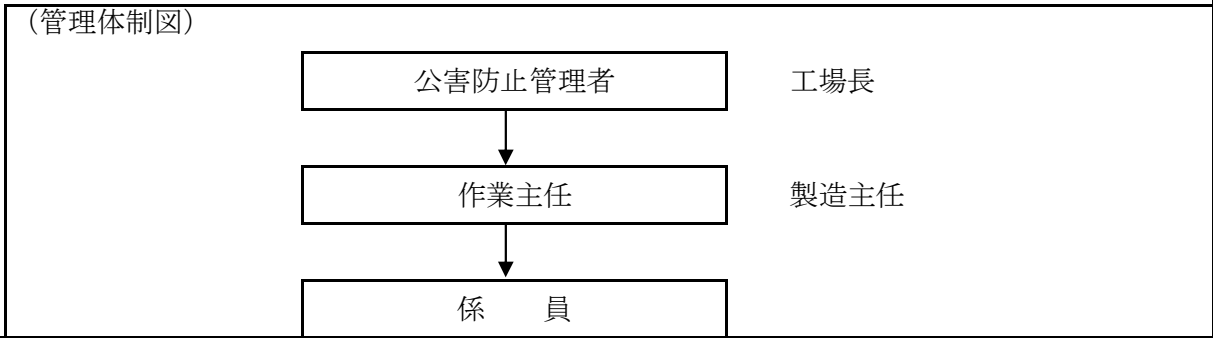 （管理体制図）
公害防止管理者　工場長
作業主任　製造主任
係　　員